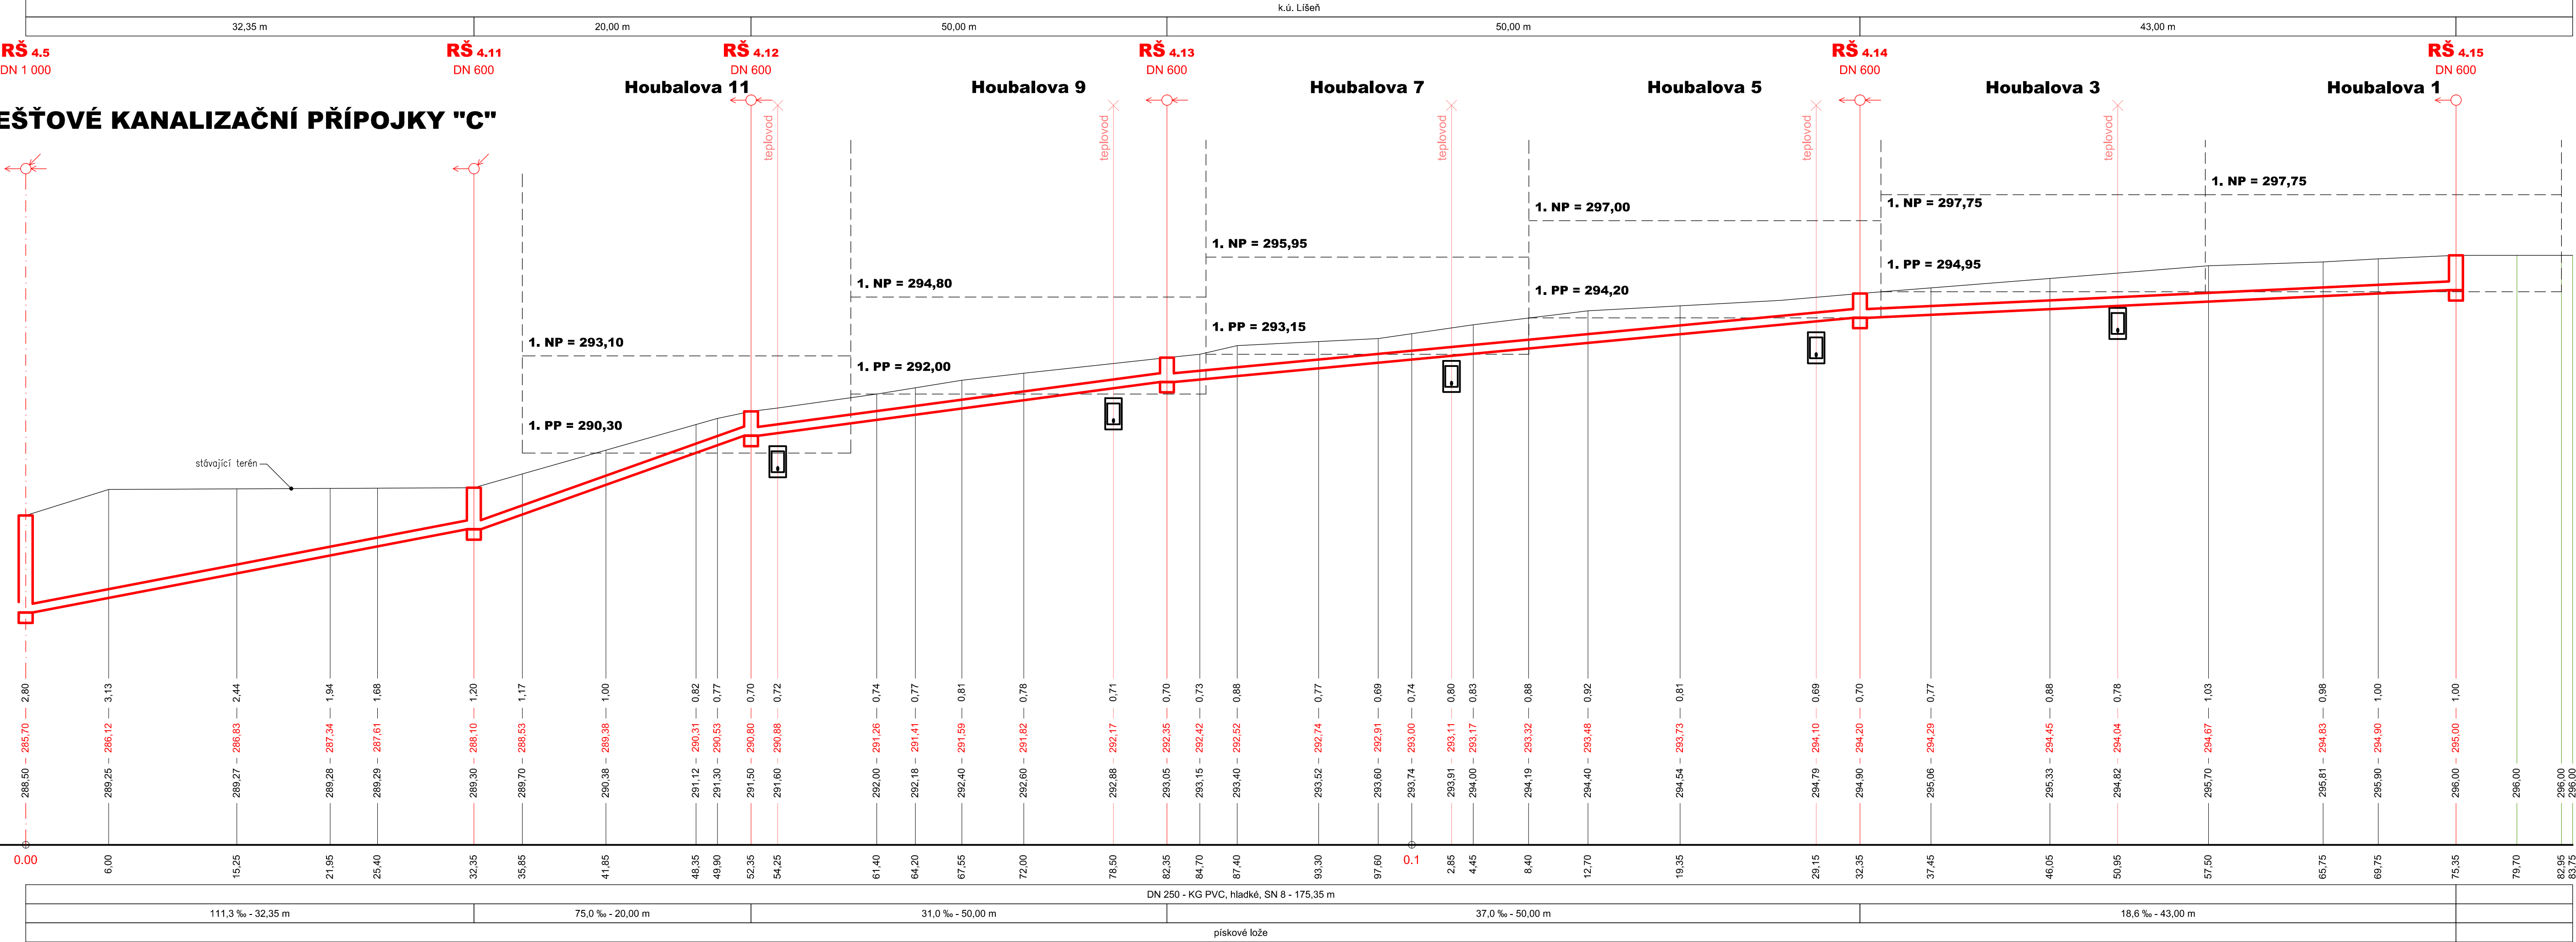 k.ú. Líšeň
32,35 m 20,00 m 50,00 m 50,00 m 43,00 m
RŠ 4.5 RŠ 4.11 RŠ 4.12 RŠ 4.13 RŠ 4.14 RŠ 4.15
DN 1 000 DN 600 DN 600 DN 600 DN 600 DN 600
Houbalova 11 Houbalova 9 Houbalova 7 Houbalova 5 Houbalova 3 Houbalova 1
EŠŤOVÉ KANALIZAČNÍ PŘÍPOJKY "C"
teplovod teplovod teplovod teplovod teplovod
1. NP = 297,75
1. NP = 297,75
1. NP = 297,00
1. NP = 295,95
1. PP = 294,95
1. NP = 294,80
1. PP = 294,20
1. PP = 293,15
1. NP = 293,10
1. PP = 292,00
1. PP = 290,30
stávající terén
2,80 3,13 2,44 1,94 1,68 1,20 1,17 1,00 0,82 0,77 0,70 0,72 0,74 0,77 0,81 0,78 0,71 0,70 0,73 0,88 0,77 0,69 0,74 0,80 0,83 0,88 0,92 0,81 0,69 0,70 0,77 0,88 0,78 1,03 0,98 1,00 1,00
285,70 286,12 286,83 287,34 287,61 288,10 288,53 289,38 290,31 290,53 290,80 290,88 291,26 291,41 291,59 291,82 292,17 292,35 292,42 292,52 292,74 292,91 293,00 293,11 293,17 293,32 293,48 293,73 294,10 294,20 294,29 294,45 294,04 294,67 294,83 294,90 295,00
288,50 289,25 289,27 289,28 289,29 289,30 289,70 290,38 291,12 291,30 291,50 291,60 292,00 292,18 292,40 292,60 292,88 293,05 293,15 293,40 293,52 293,60 293,74 293,91 294,00 294,19 294,40 294,54 294,79 294,90 295,06 295,33 294,82 295,70 295,81 295,90 296,00 296,00 296,00 296,00
0.00 6,00 15,25 21,95 25,40 32,35 35,85 41,85 48,35 49,90 52,35 54,25 61,40 64,20 67,55 72,00 78,50 82,35 84,70 87,40 93,30 97,60 0.1 2,85 4,45 8,40 12,70 19,35 29,15 32,35 37,45 46,05 50,95 57,50 65,75 69,75 75,35 79,70 82,95 83,75
DN 250 - KG PVC, hladké, SN 8 - 175,35 m
111,3 ‰ - 32,35 m 75,0 ‰ - 20,00 m 31,0 ‰ - 50,00 m 37,0 ‰ - 50,00 m 18,6 ‰ - 43,00 m
pískové lože